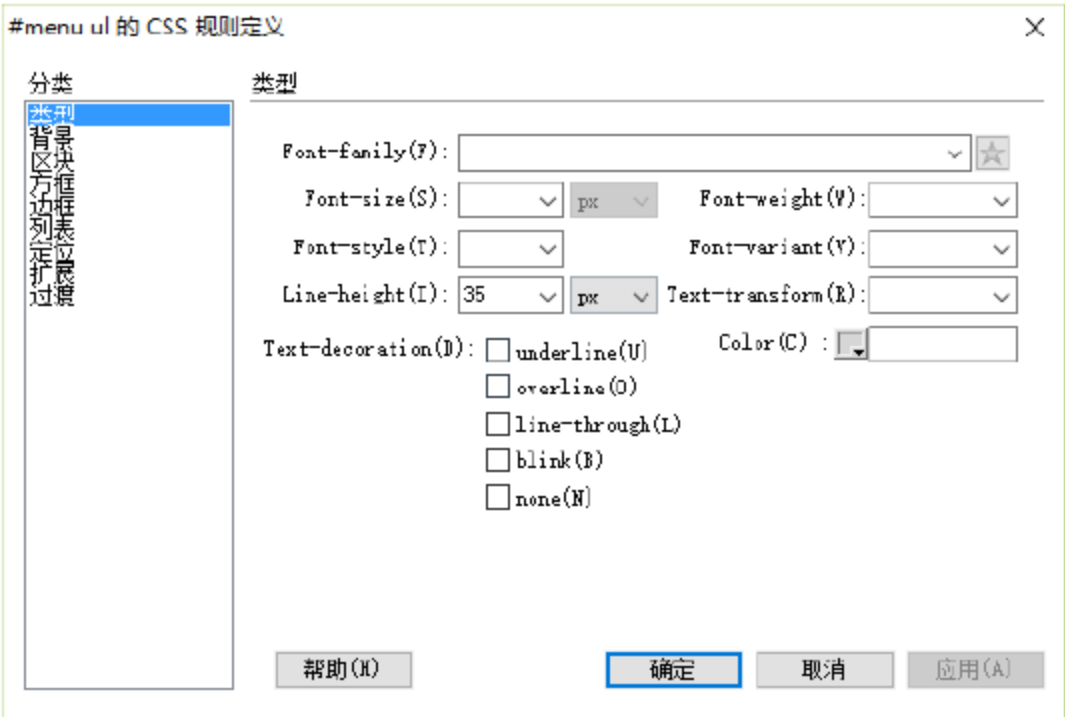 #menu ul 的 CSS 规则定义
分类
类型
背景
区块
方框
边框
列表
定位
扩展
过渡
类型
Font-family(F):
Font-size(S): px Font-weight(W):
Font-style(T): Font-variant(V):
Line-height(I): 35 px Text-transform(R):
Text-decoration(D): underline(U) Color(C) :
overline(O)
line-through(L)
blink(B)
none(N)
帮助(H) 确定 取消 应用(A)